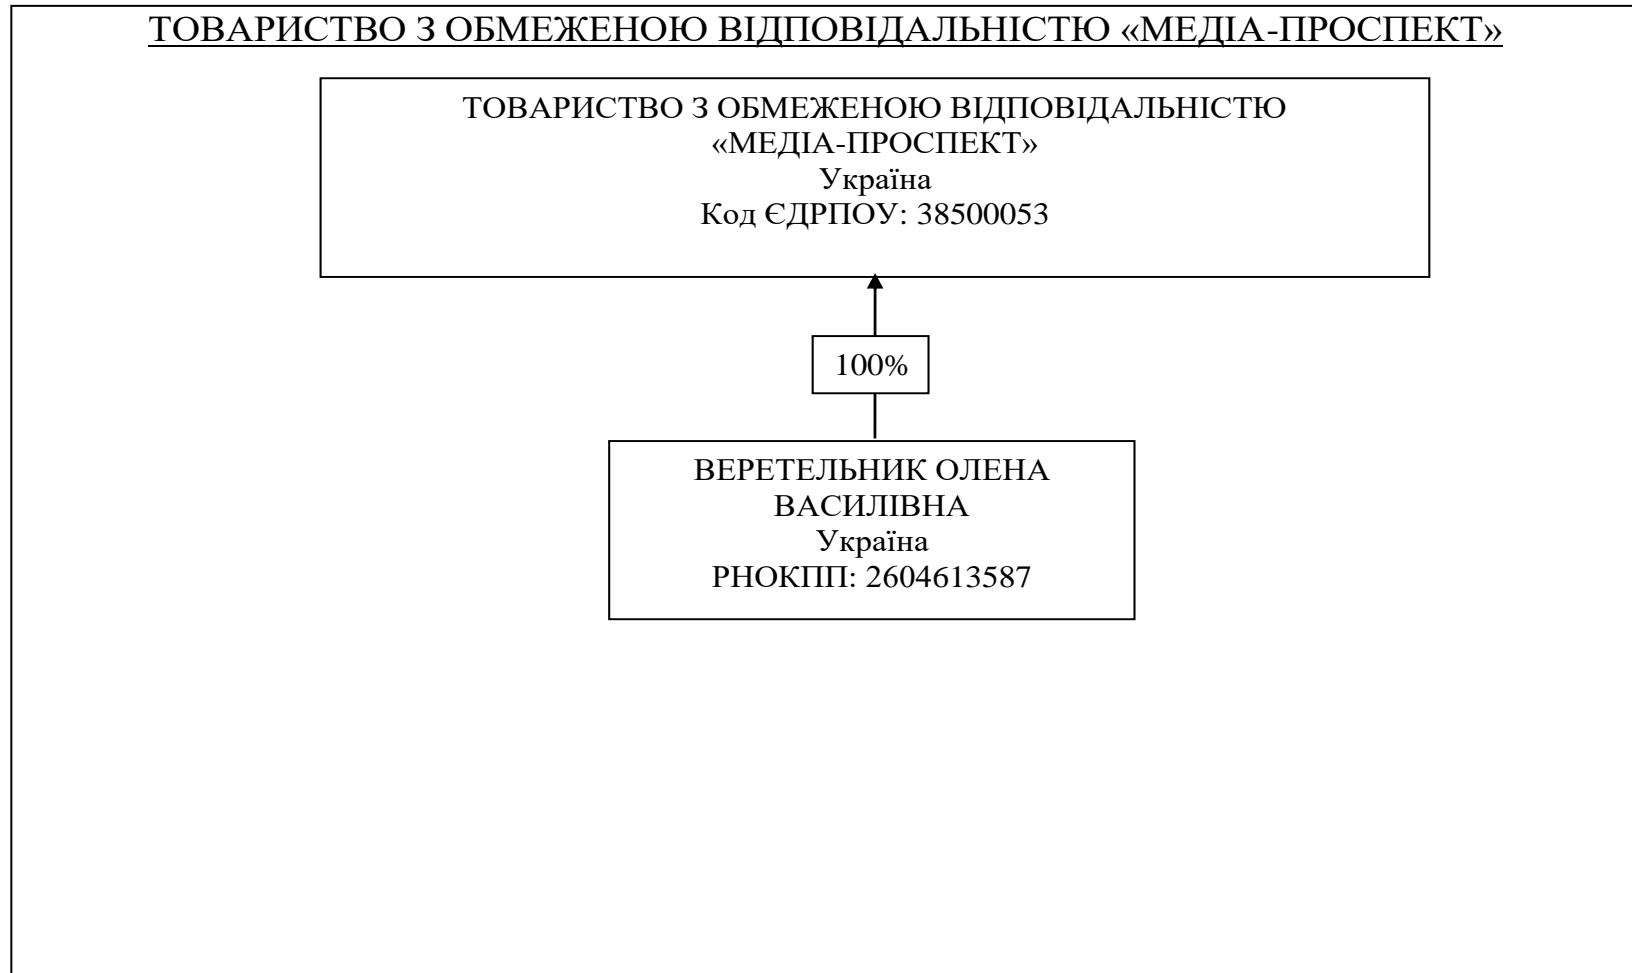 ТОВАРИСТВО З ОБМЕЖЕНОЮ ВІДПОВІДАЛЬНІСТЮ «МЕДІА-ПРОСПЕКТ»
ТОВАРИСТВО З ОБМЕЖЕНОЮ ВІДПОВІДАЛЬНІСТЮ
«МЕДІА-ПРОСПЕКТ»
Україна
Код ЄДРПОУ: 38500053
100%
ВЕРЕТЕЛЬНИК ОЛЕНА
ВАСИЛІВНА
Україна
РНОКПП: 2604613587